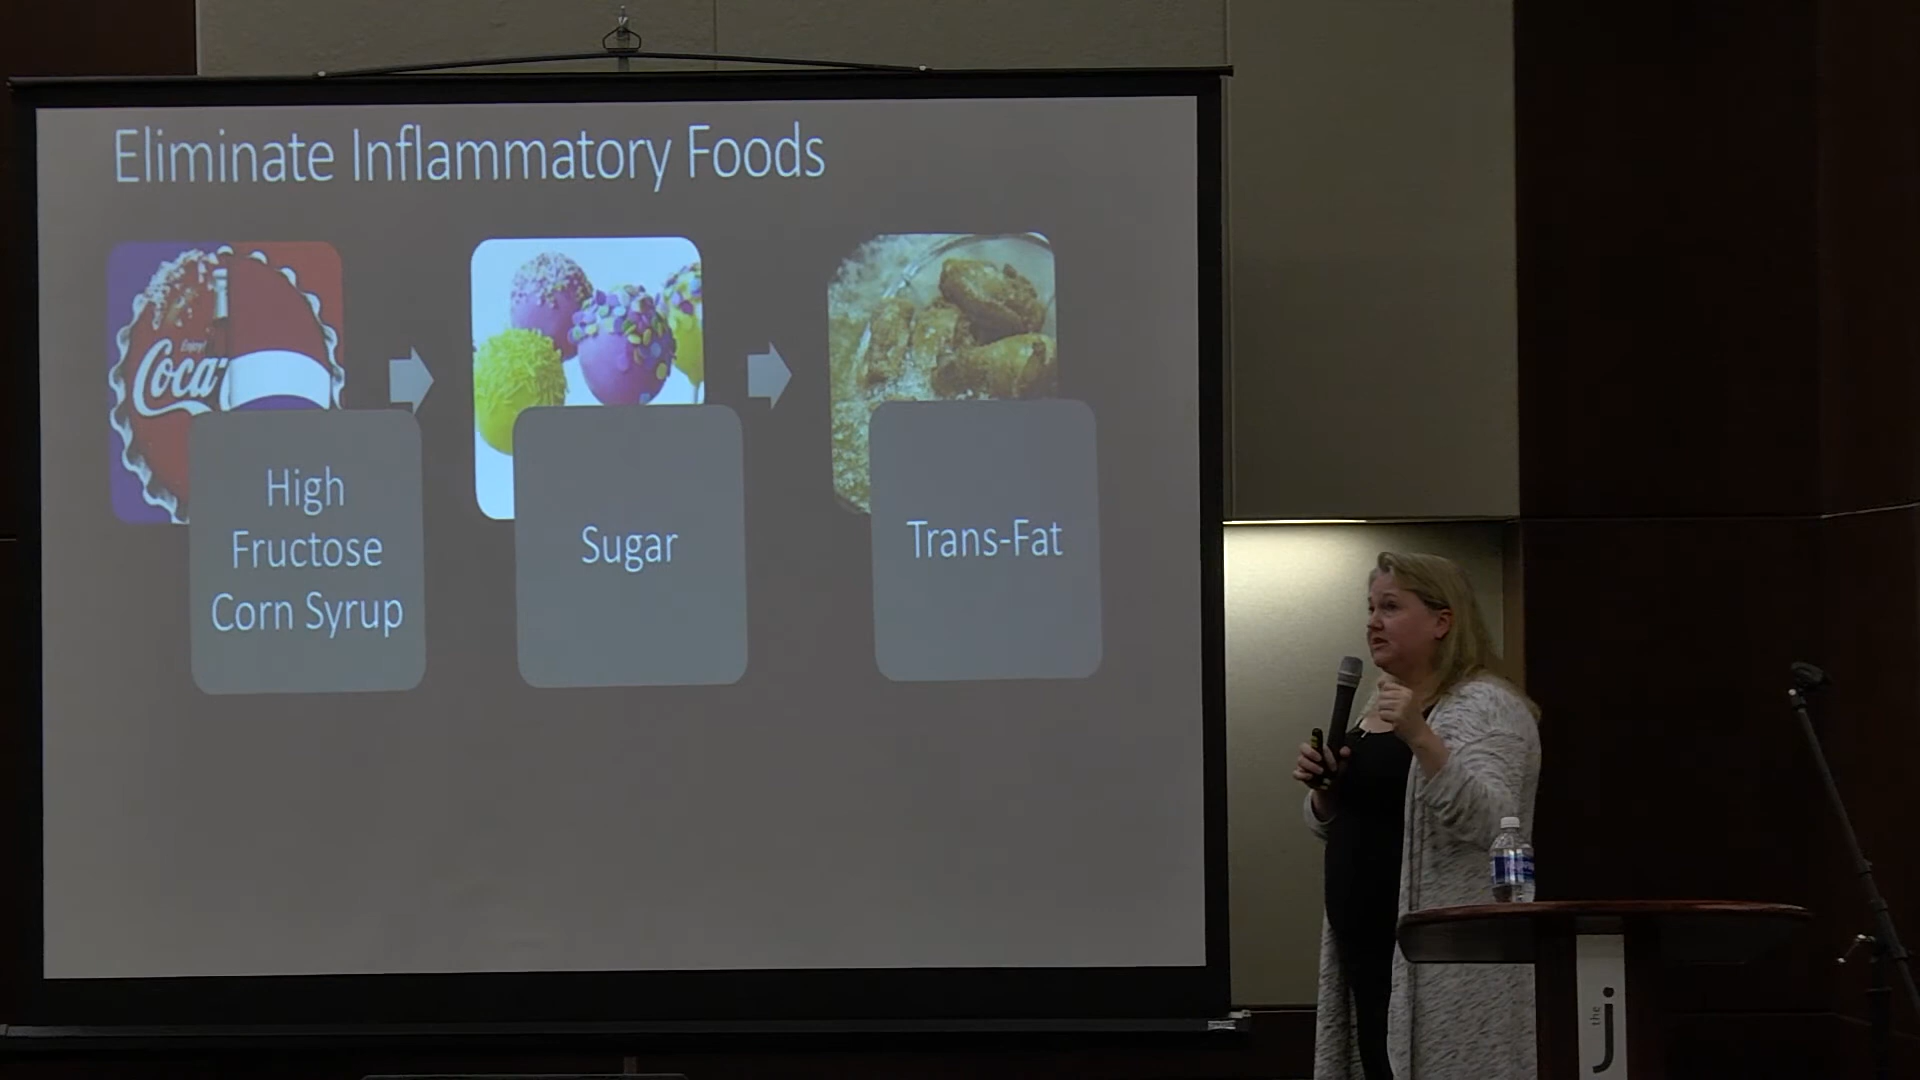 Eliminate Inflammatory Foods
Enjoy!
Coca-
High
Fructose
Corn Syrup
Sugar
Trans-Fat
the j